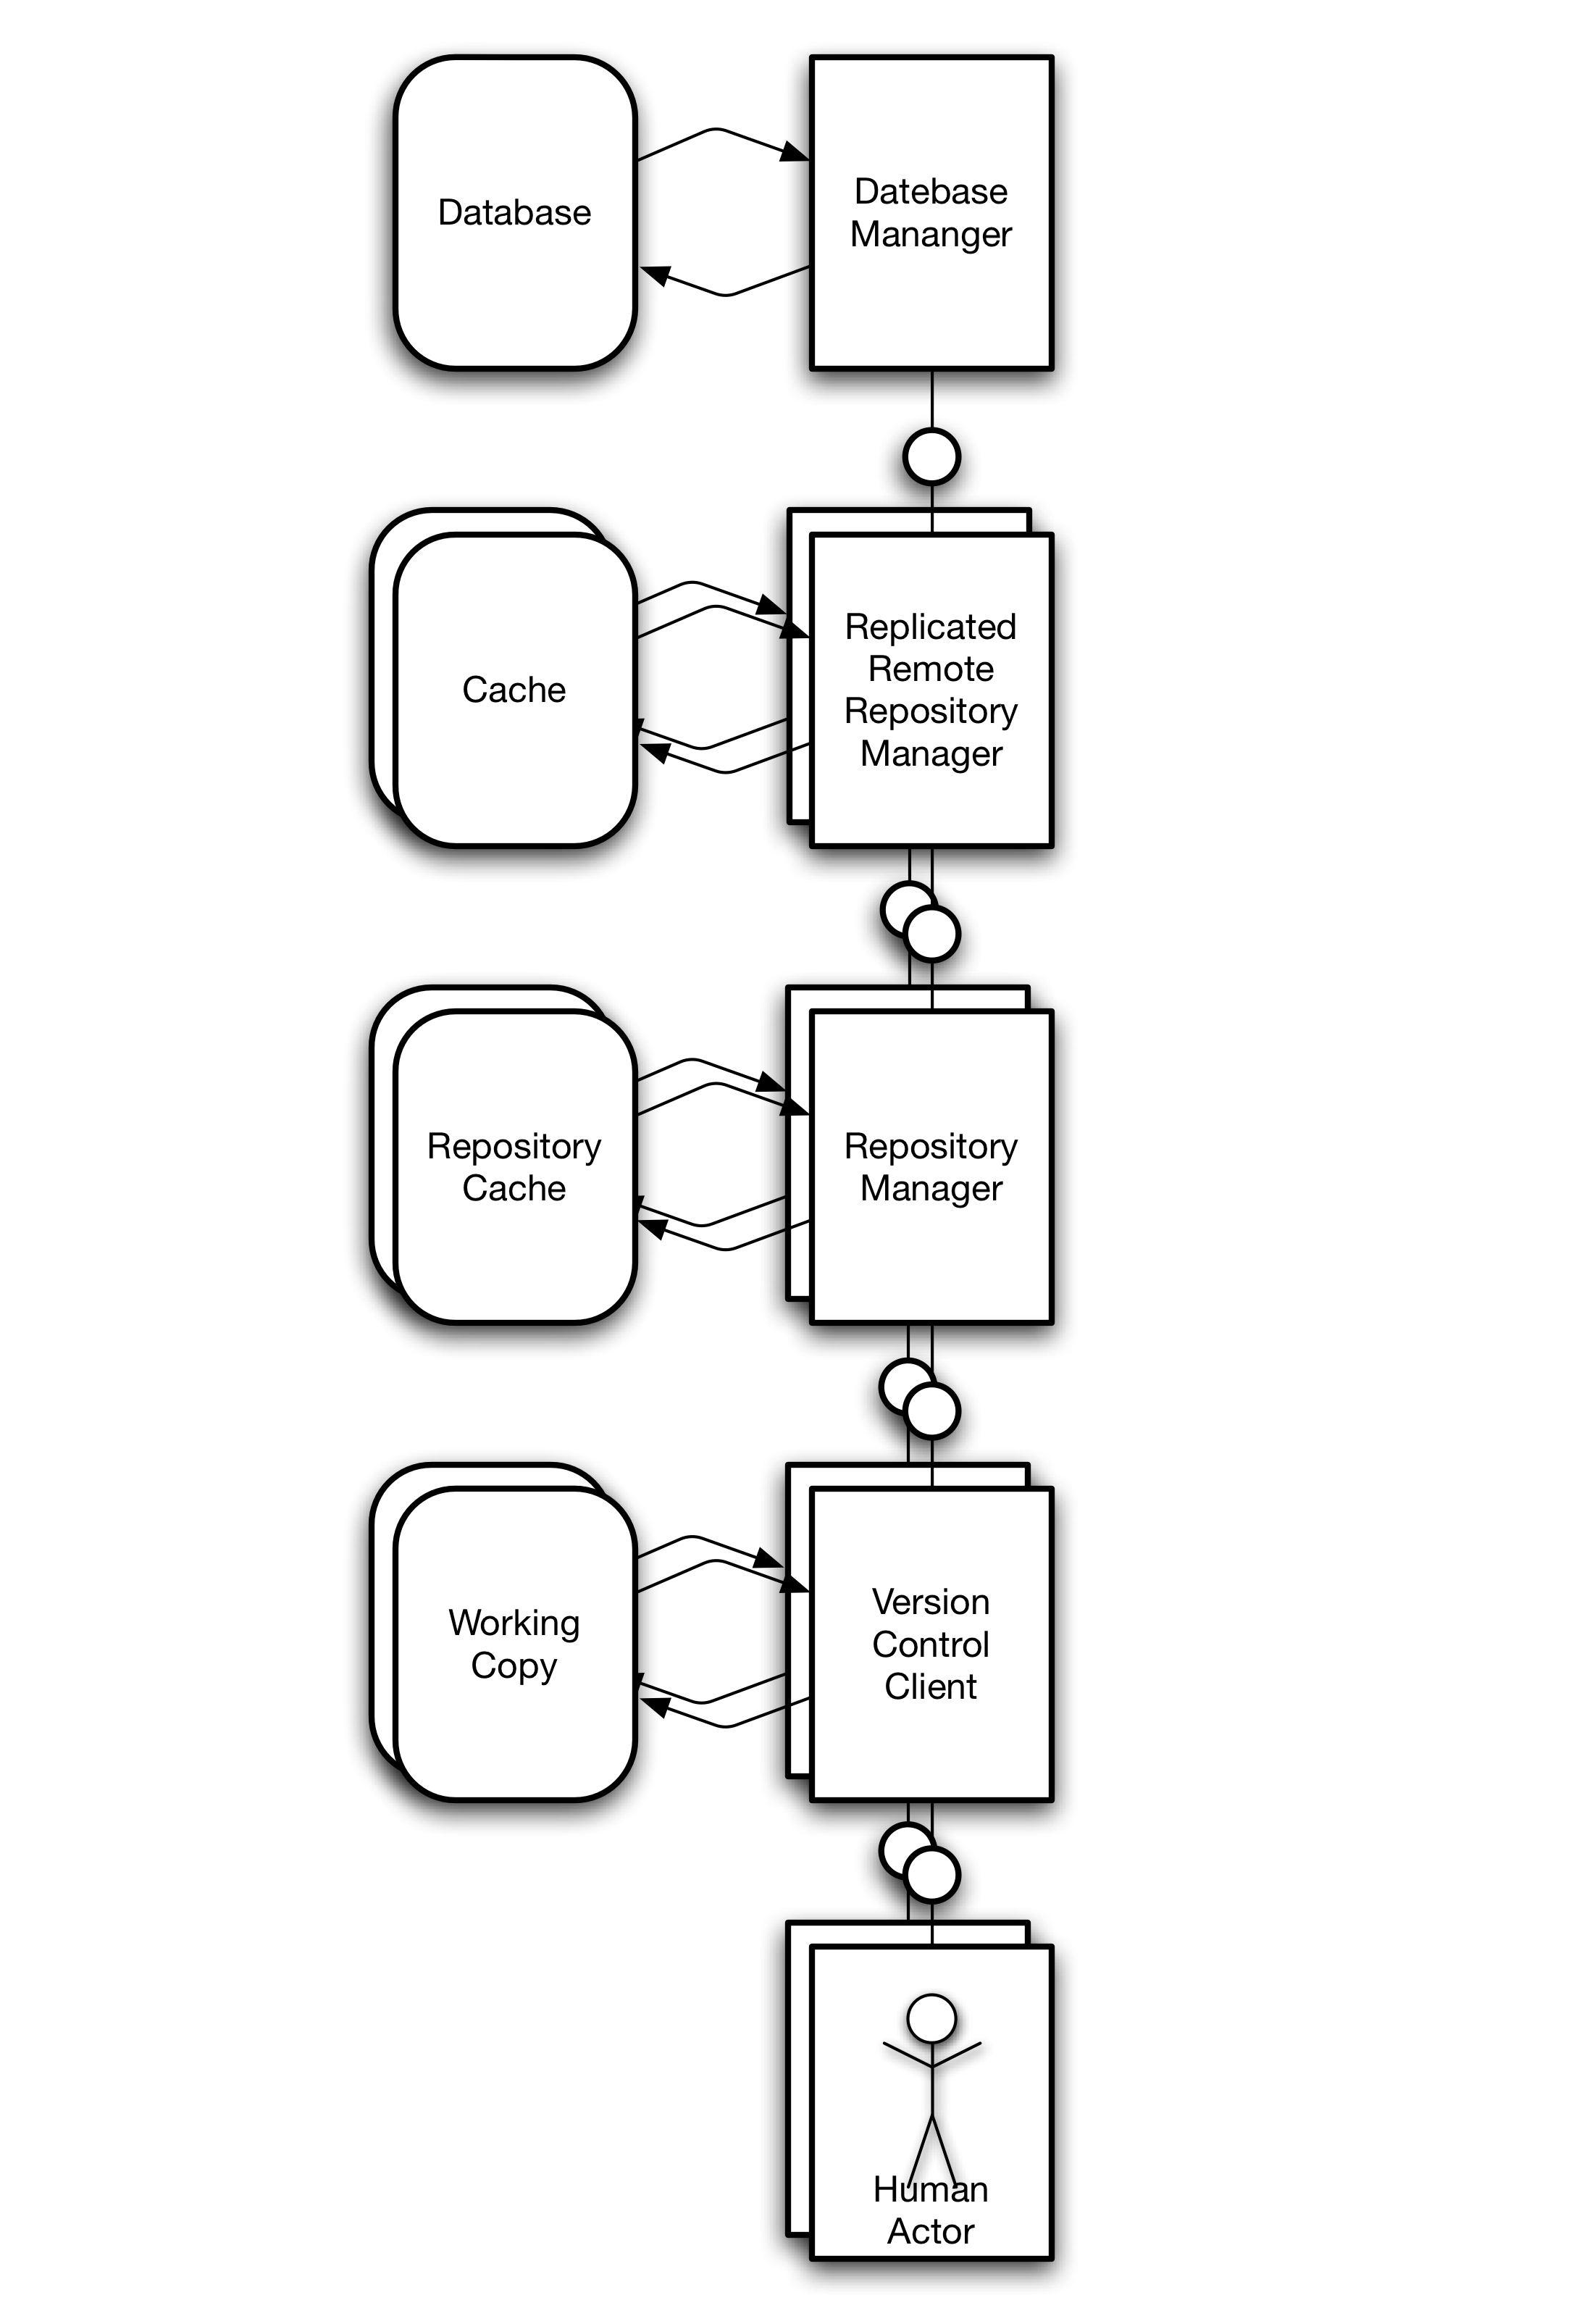 Database
Datebase
Mananger
Cache
Replicated
Remote
Repository
Manager
Repository
Cache
Repository
Manager
Working
Copy
Version
Control
Client
Human
Actor